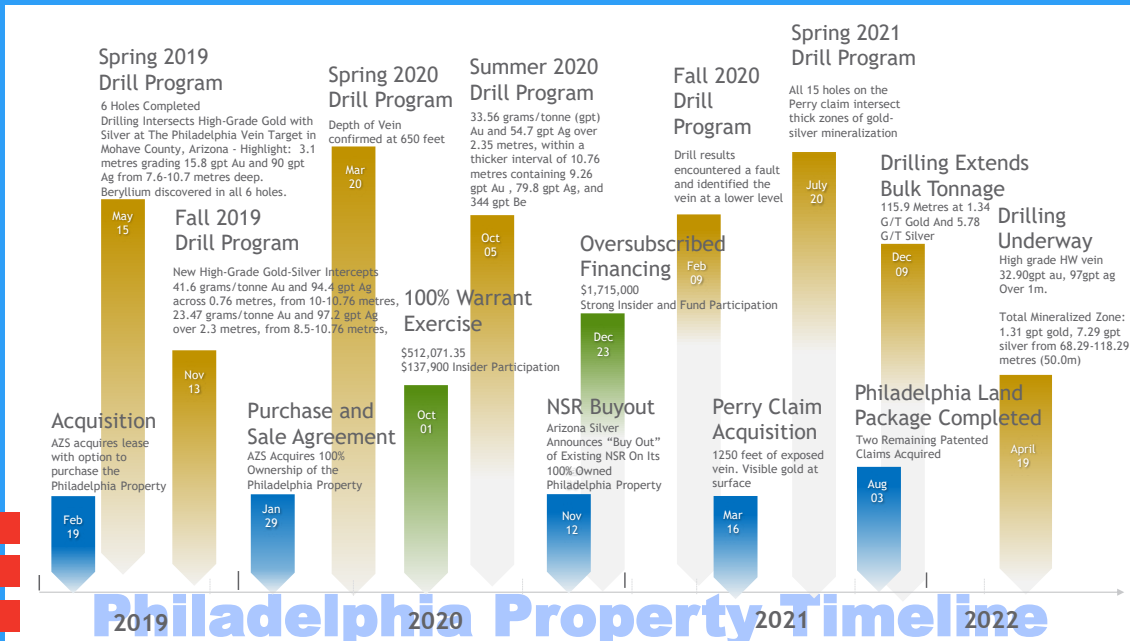 Spring 2019
Drill Program
6 Holes Completed
Drilling Intersects High-Grade Gold with
Silver at The Philadelphia Vein Target in
Mohave County, Arizona - Highlight: 3.1
metres grading 15.8 gpt Au and 90 gpt
Ag from 7.6-10.7 metres deep.
Beryllium discovered in all 6 holes.
May
15
Fall 2019
Drill Program
New High-Grade Gold-Silver Intercepts
41.6 grams/tonne Au and 94.4 gpt Ag
across 0.76 metres, from 10-10.76 metres,
23.47 grams/tonne Au and 97.2 gpt Ag
over 2.3 metres, from 8.5-10.76 metres,
Nov
13
Acquisition
AZS acquires lease
with option to
purchase the
Philadelphia Property
Feb
19
Spring 2020
Drill Program
Depth of Vein
confirmed at 650 feet
Mar
20
Purchase and
Sale Agreement
AZS Acquires 100%
Ownership of the
Philadelphia Property
Jan
29
100% Warrant
Exercise
$512,071.35
$137,900 Insider Participation
Oct
01
Summer 2020
Drill Program
33.56 grams/tonne (gpt)
Au and 54.7 gpt Ag over
2.35 metres, within a
thicker interval of 10.76
metres containing 9.26
gpt Au , 79.8 gpt Ag, and
344 gpt Be
Oct
05
Oversubscribed
Financing
$1,715,000
Strong Insider and Fund Participation
Dec
23
NSR Buyout
Arizona Silver
Announces “Buy Out”
of Existing NSR On Its
100% Owned
Philadelphia Property
Nov
12
Fall 2020
Drill
Program
Drill results
encountered a fault
and identified the
vein at a lower level
Feb
09
Perry Claim
Acquisition
1250 feet of exposed
vein. Visible gold at
surface
Mar
16
Spring 2021
Drill Program
All 15 holes on the
Perry claim intersect
thick zones of gold-
silver mineralization
July
20
Drilling Extends
Bulk Tonnage
115.9 Metres at 1.34
G/T Gold And 5.78
G/T Silver
Dec
09
Philadelphia Land
Package Completed
Two Remaining Patented
Claims Acquired
Aug
03
Drilling
Underway
High grade HW vein
32.90gpt au, 97gpt ag
Over 1m.
Total Mineralized Zone:
1.31 gpt gold, 7.29 gpt
silver from 68.29-118.29
metres (50.0m)
April
19
Philadelphia Property Timeline
2019
2020
2021
2022